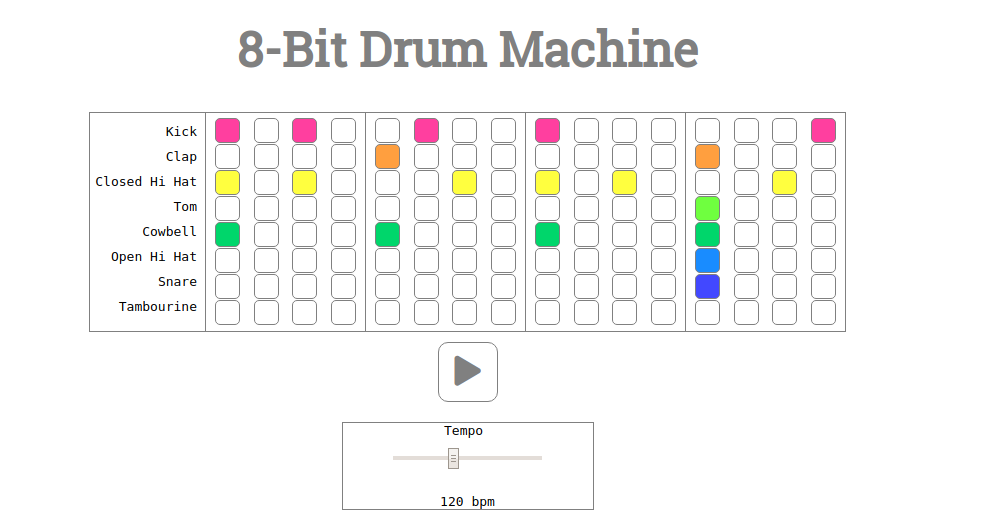 8-Bit Drum Machine
Kick
Clap
Closed Hi Hat
Tom
Cowbell
Open Hi Hat
Snare
Tambourine
Tempo
120 bpm